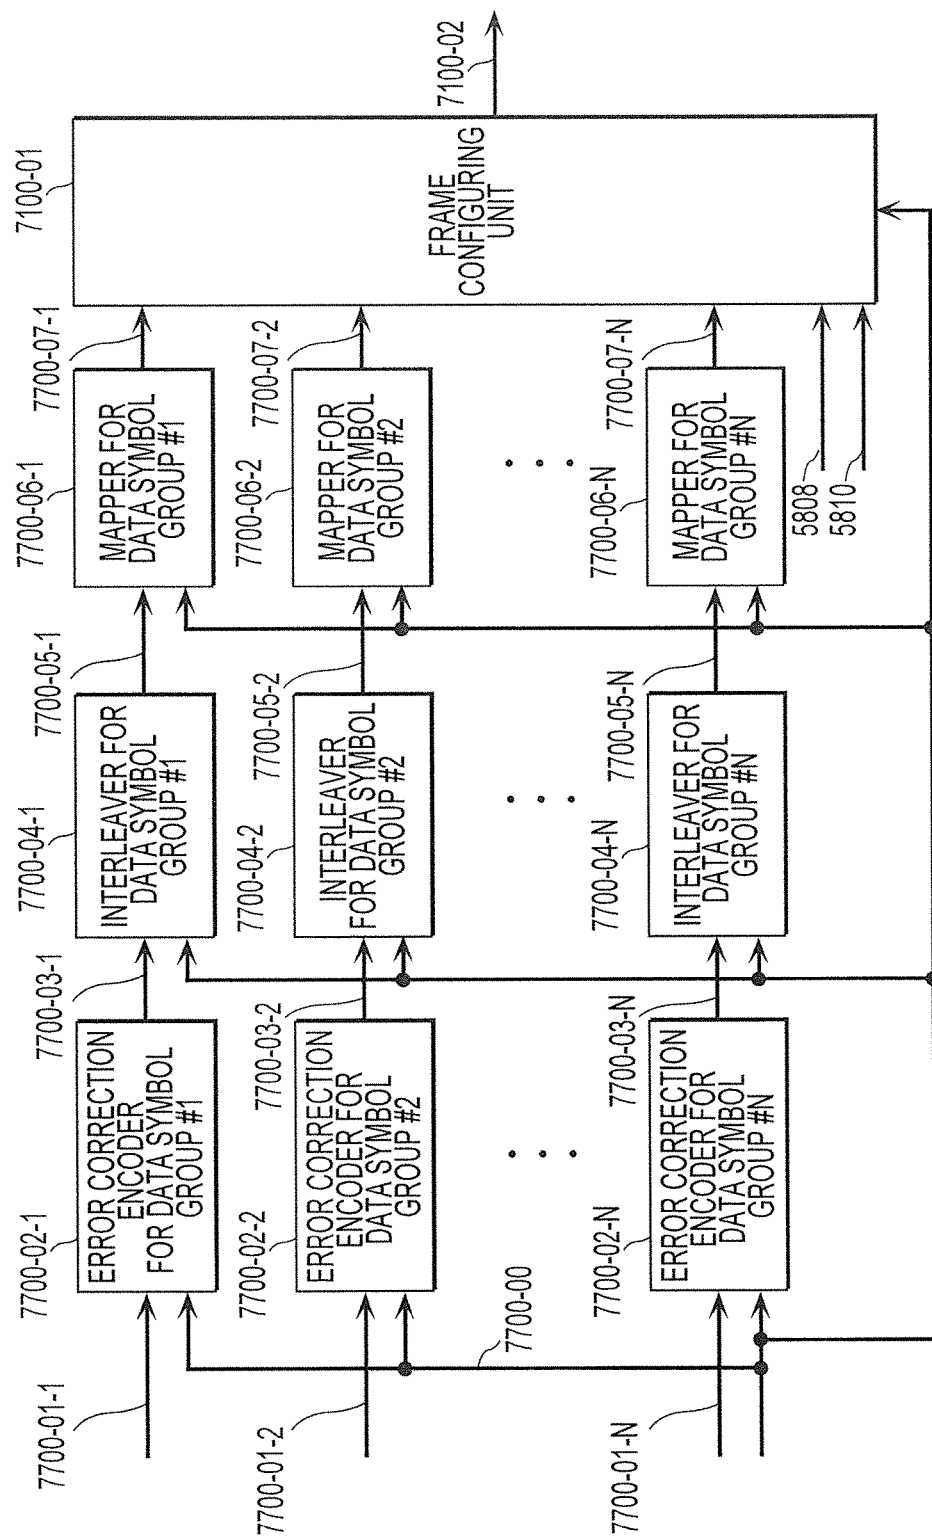 7700-01-1
7700-02-1
ERROR CORRECTION
ENCODER
FOR DATA SYMBOL
GROUP #1
7700-03-1
7700-04-1
INTERLEAVER FOR
DATA SYMBOL
GROUP #1
7700-05-1
7700-06-1
MAPPER FOR
DATA SYMBOL
GROUP #1
7700-07-1
7100-01
FRAME
CONFIGURING
UNIT
7100-02
7700-01-2
7700-02-2
ERROR CORRECTION
ENCODER FOR
DATA SYMBOL
GROUP #2
7700-03-2
7700-04-2
INTERLEAVER
FOR DATA SYMBOL
GROUP #2
7700-05-2
7700-06-2
MAPPER FOR
DATA SYMBOL
GROUP #2
7700-07-2
7700-00
7700-01-N
7700-02-N
ERROR CORRECTION
ENCODER FOR
DATA SYMBOL
GROUP #N
7700-03-N
7700-04-N
INTERLEAVER FOR
DATA SYMBOL
GROUP #N
7700-05-N
7700-06-N
MAPPER FOR
DATA SYMBOL
GROUP #N
7700-07-N
5808
5810